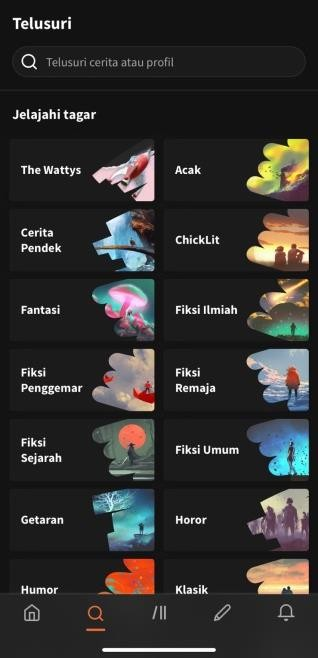 Telusuri
Telusuri cerita atau profil
Jelajahi tagar
The Wattys
Acak
Cerita
Pendek
ChickLit
Fantasi
Fiksi Ilmiah
Fiksi
Penggemar
Fiksi
Remaja
Fiksi
Sejarah
Fiksi Umum
Getaran
Horor
Humor
Klasik